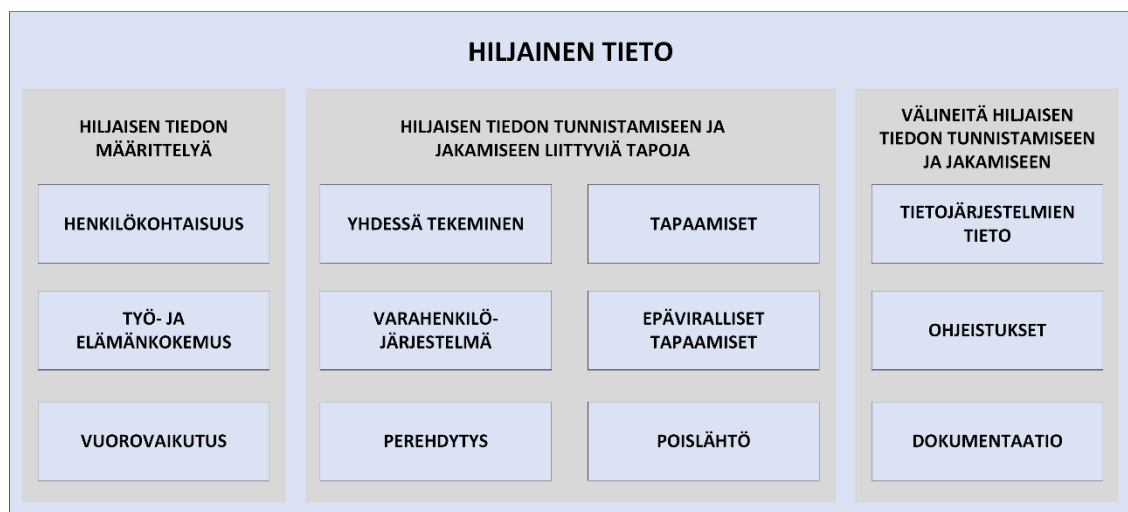 HILJAINEN TIETO
HILJAISEN TIEDON
MÄÄRITTELYÄ
HENKILÖKOHTAISUUS
TYÖ- JA
ELÄMÄNKOKEMUS
VUOROVAIKUTUS
HILJAISEN TIEDON TUNNISTAMISEEN JA
JAKAMISEEN LIITTYVIÄ TAPOJA
YHDESSÄ TEKEMINEN
TAPAAMISET
VARAHENKILÖ-
JÄRJESTELMÄ
EPÄVIRALLISET
TAPAAMISET
PEREHDYTYS
POISLÄHTÖ
VÄLINEITÄ HILJAISEN
TIEDON TUNNISTAMISEEN
JA JAKAMISEEN
TIETOJÄRJESTELMIEN
TIETO
OHJEISTUKSET
DOKUMENTAATIO